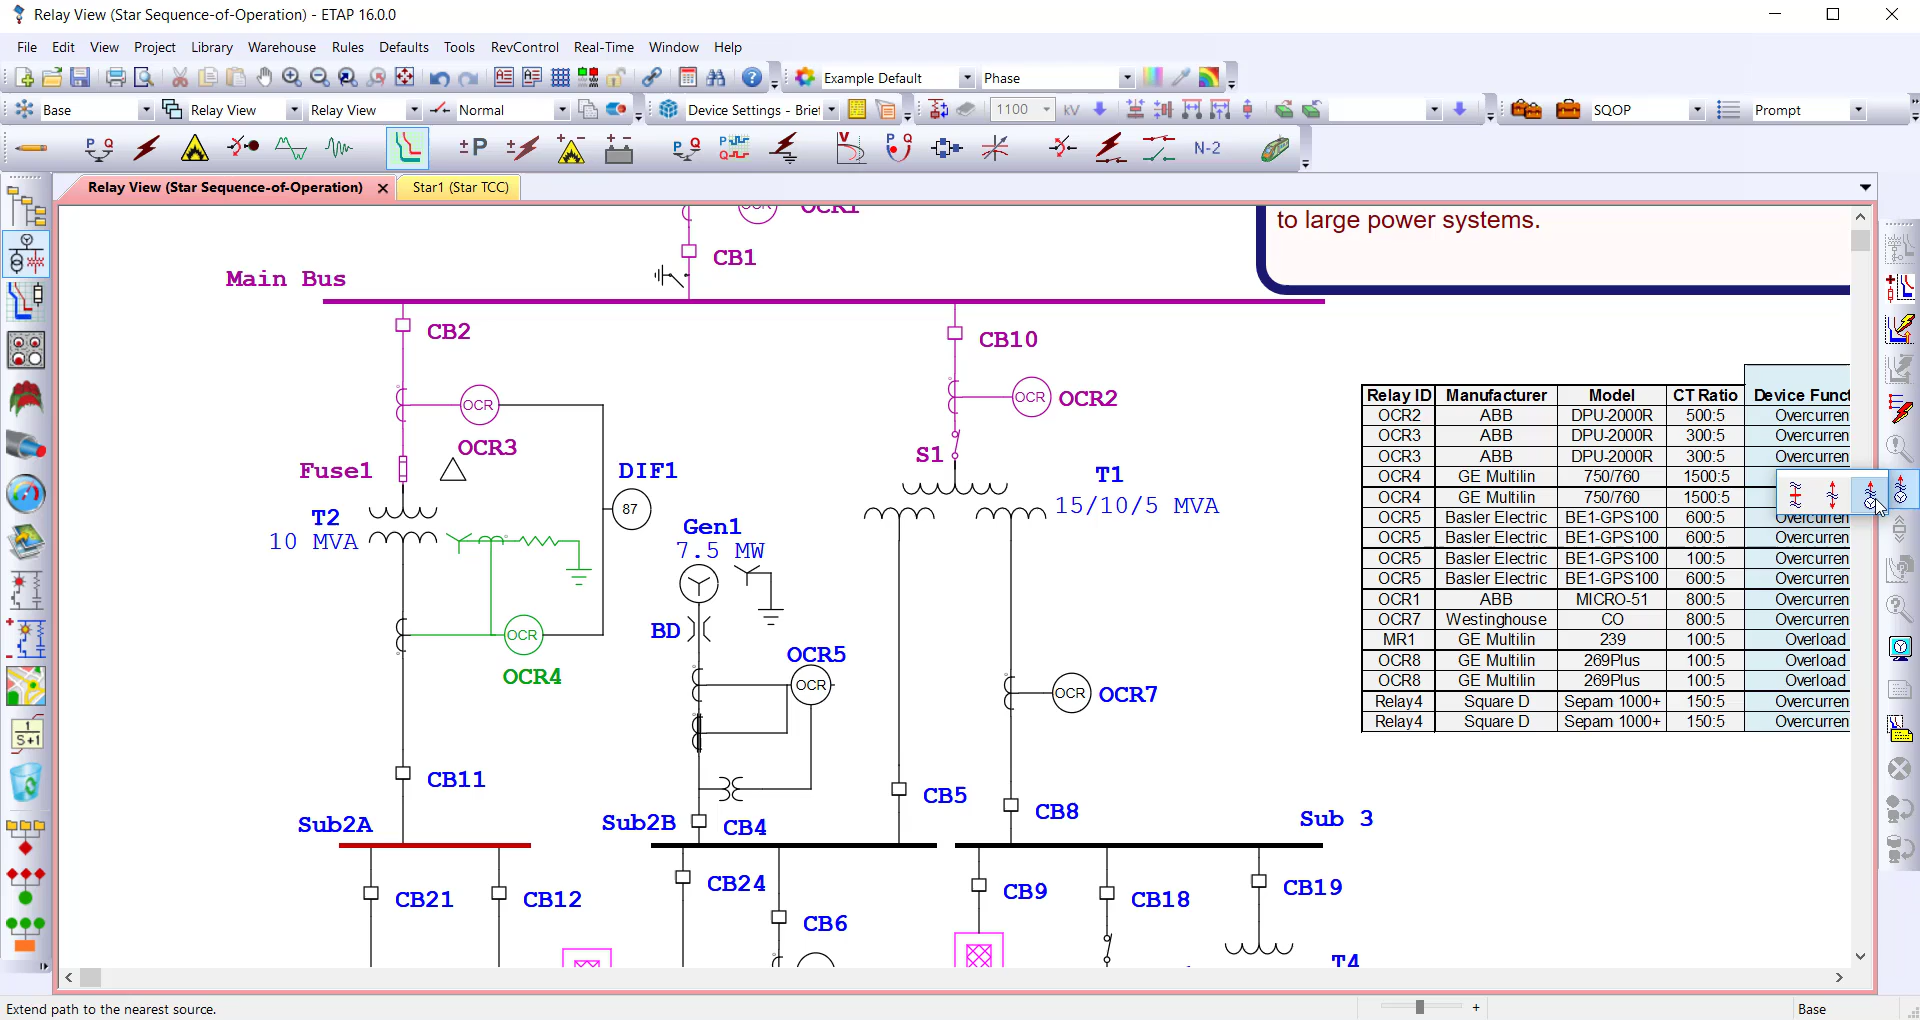 Relay View (Star Sequence-of-Operation) - ETAP 16.0.0
File Edit View Project Library Warehouse Rules Defaults Tools RevControl Real-Time Window Help
Example Default Phase
Base Relay View Relay View Normal Device Settings - Brief 1100 kV SQOP Prompt
P Q ±P P Q P Q V P Q N-2
Relay View (Star Sequence-of-Operation) Star1 (Star TCC)
to large power systems.
CB1
Main Bus
CB2
CB10
OCR
OCR3
OCR OCR2
Fuse1
S1
DIF1
87
T1
15/10/5 MVA
T2
10 MVA
Gen1
7.5 MW
BD
OCR
OCR4
OCR5
OCR
OCR OCR7
CB11
CB5
CB8
Sub2A
Sub2B
CB4
Sub 3
CB21
CB12
CB24
CB6
CB9
CB18
CB19
T4
Relay ID Manufacturer Model CT Ratio Device Funct
OCR2 ABB DPU-2000R 500:5 Overcurren
OCR3 ABB DPU-2000R 300:5 Overcurren
OCR3 ABB DPU-2000R 300:5 Overcurren
OCR4 GE Multilin 750/760 1500:5
OCR4 GE Multilin 750/760 1500:5
OCR5 Basler Electric BE1-GPS100 600:5 Overcurren
OCR5 Basler Electric BE1-GPS100 600:5 Overcurren
OCR5 Basler Electric BE1-GPS100 100:5 Overcurren
OCR5 Basler Electric BE1-GPS100 600:5 Overcurren
OCR1 ABB MICRO-51 800:5 Overcurren
OCR7 Westinghouse CO 800:5 Overcurren
MR1 GE Multilin 239 100:5 Overload
OCR8 GE Multilin 269Plus 100:5 Overload
OCR8 GE Multilin 269Plus 100:5 Overload
Relay4 Square D Sepam 1000+ 150:5 Overcurren
Relay4 Square D Sepam 1000+ 150:5 Overcurren
1
S+1
Extend path to the nearest source.
Base